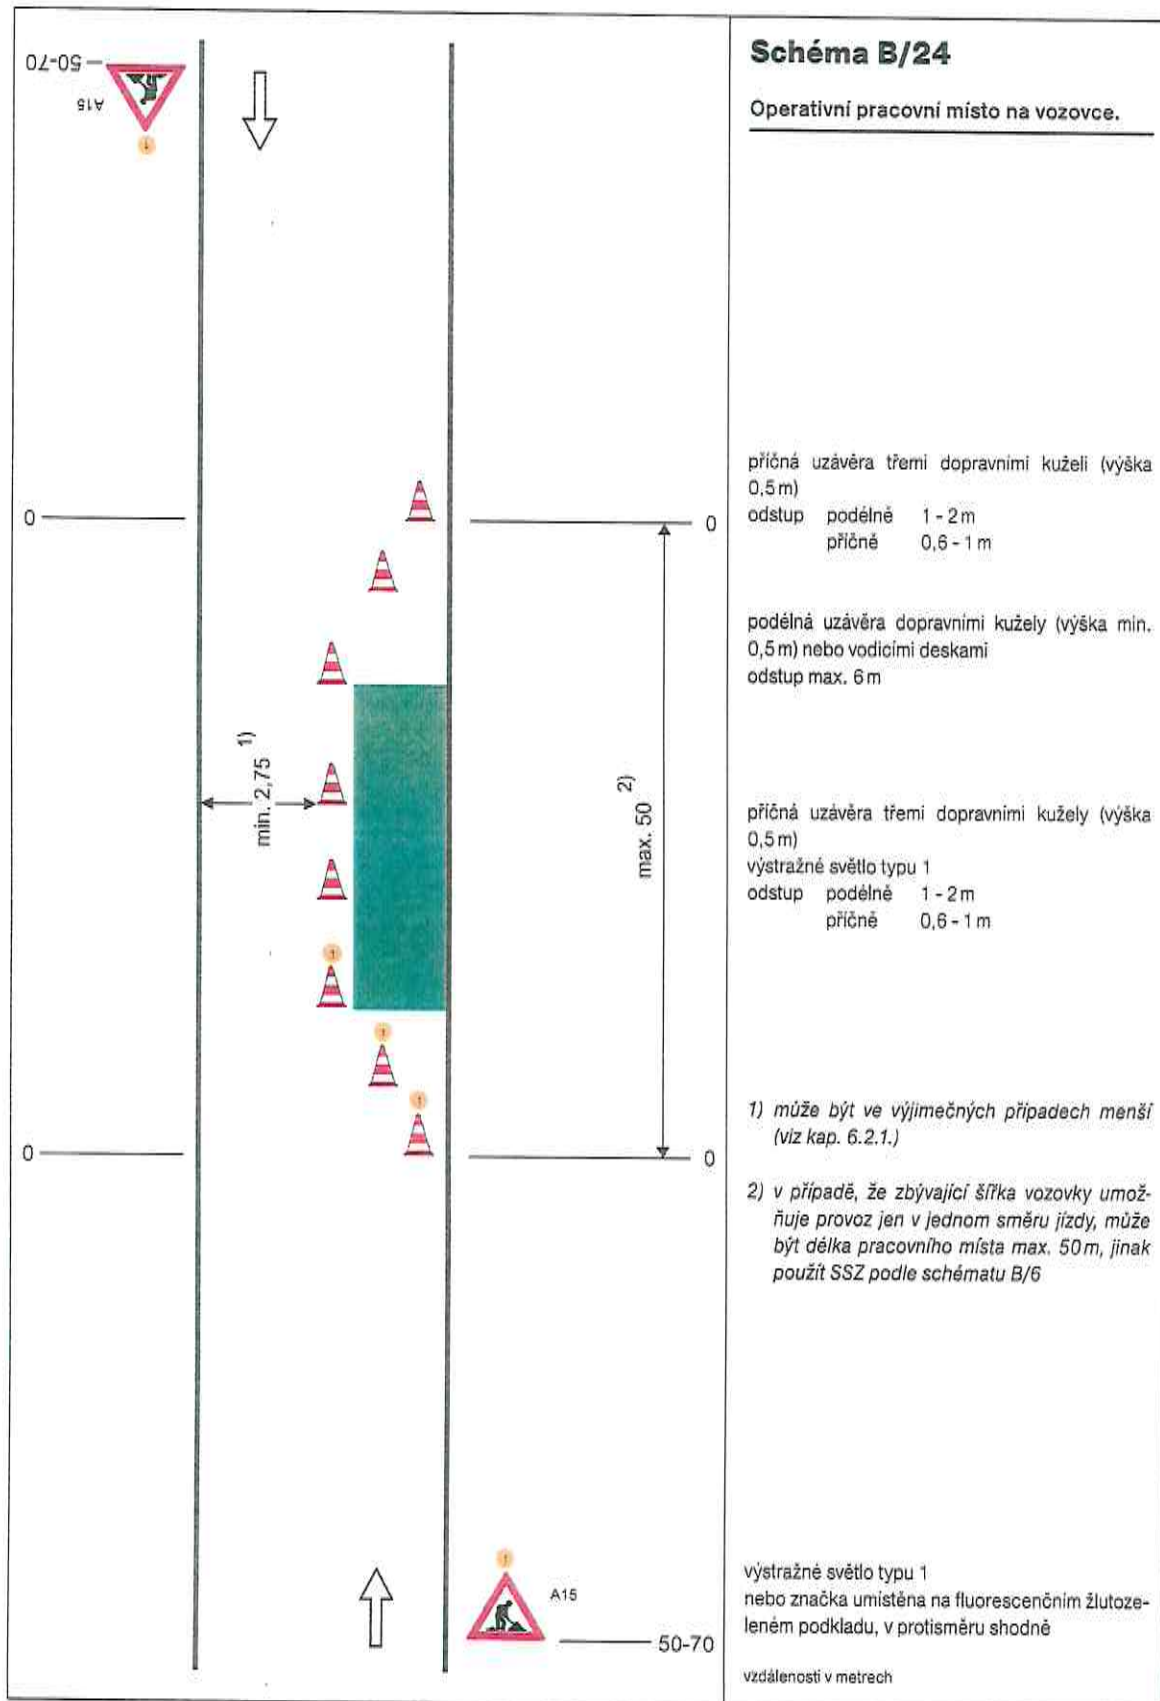 Schéma B/24
Operativní pracovní místo na vozovce.
50-70
A15
1
příčná uzávěra třemi dopravními kuželi (výška
0,5 m)
odstup podélně 1 - 2 m
příčně 0,6 - 1 m
0
0
podélná uzávěra dopravními kužely (výška min.
0,5 m) nebo vodicími deskami
odstup max. 6 m
min. 2,75 1)
max. 50 2)
příčná uzávěra třemi dopravními kužely (výška
0,5 m)
výstražné světlo typu 1
odstup podélně 1 - 2 m
příčně 0,6 - 1 m
1
1
1
0
0
1) může být ve výjimečných případech menší
(viz kap. 6.2.1.)
2) v případě, že zbývající šířka vozovky umož-
ňuje provoz jen v jednom směru jízdy, může
být délka pracovního místa max. 50 m, jinak
použít SSZ podle schématu B/6
1
A15
50-70
výstražné světlo typu 1
nebo značka umístěna na fluorescenčním žlutoze-
leném podkladu, v protisměru shodně
vzdálenosti v metrech